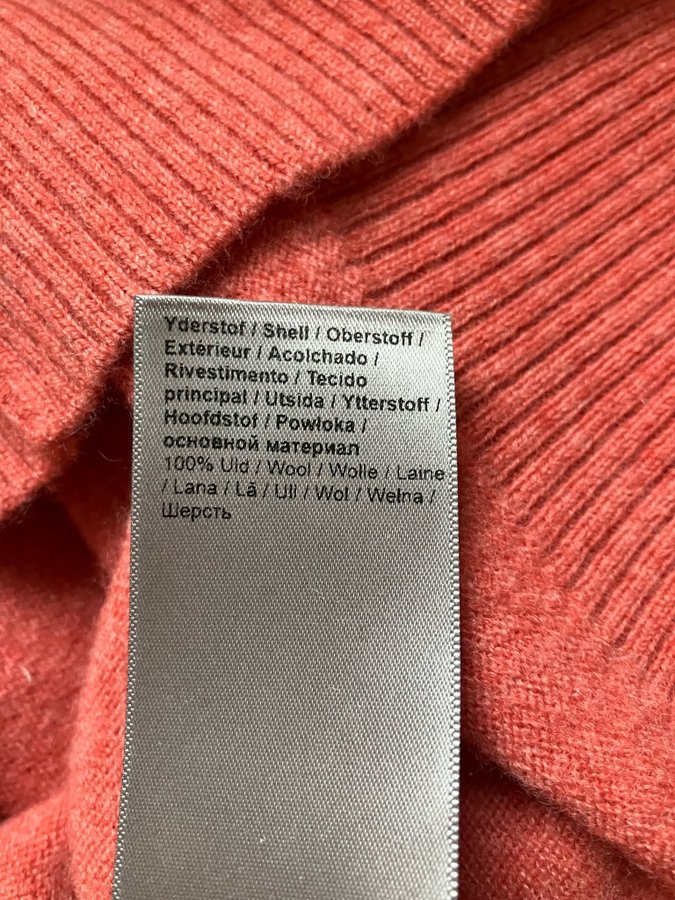 Yderstof / Shell / Oberstoff /
Extérieur / Acolchado /
Rivestimento / Tecido
principal / Utsida / Ytterstoff /
Hoofdstof / Powłoka /
основной материал
100% Uld / Wool / Wolle / Laine
/ Lana / Lã / Ull / Wol / Wełna /
Шерсть